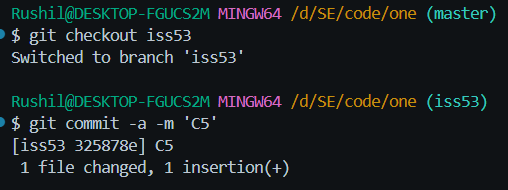 Rushil@DESKTOP-FGUCS2M MINGW64 /d/SE/code/one (master)
$ git checkout iss53
Switched to branch 'iss53'
Rushil@DESKTOP-FGUCS2M MINGW64 /d/SE/code/one (iss53)
$ git commit -a -m 'C5'
[iss53 325878e] C5
 1 file changed, 1 insertion(+)